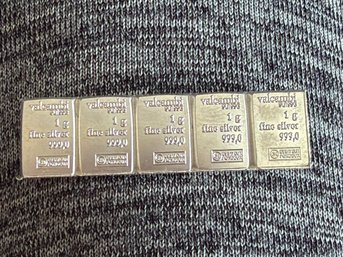 valcambi
1 g
fine silver
999,0
valcambi
1 g
fine silver
999,0
valcambi
1 g
fine silver
999,0
valcambi
1 g
fine silver
999,0
valcambi
1 g
fine silver
999,0